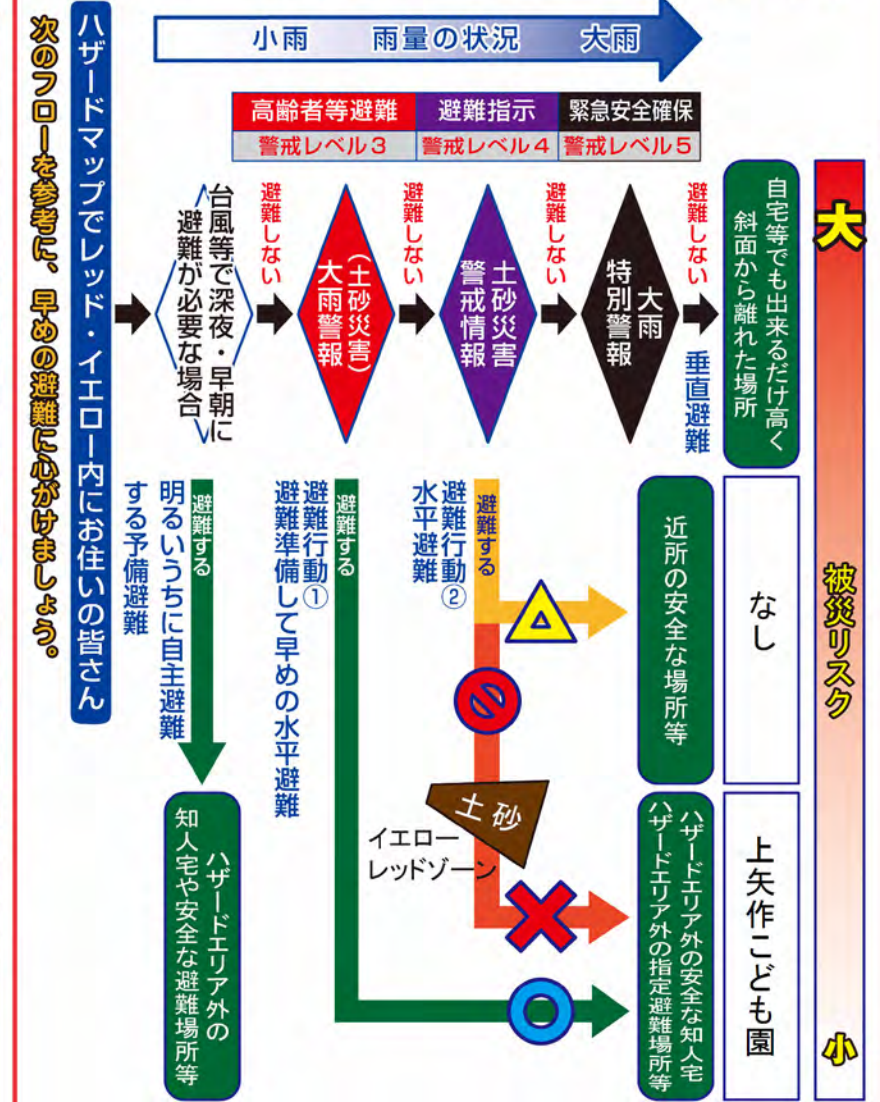 小雨 雨量の状況 大雨
高齢者等避難 避難指示 緊急安全確保
警戒レベル3 警戒レベル4 警戒レベル5
次のフローを参考に、早めの避難に心がけましょう。
ハザードマップでレッド・イエロー内にお住いの皆さん
台風等で深夜・早朝に
避難が必要な場合
避難しない
大雨警報
(土砂災害)
避難しない
土砂災害
警戒情報
避難しない
大雨
特別警報
避難しない
垂直避難
自宅等でも出来るだけ高く
斜面から離れた場所
大
被災リスク
小
避難する
明るいうちに自主避難
する予備避難
避難する
避難行動①
避難準備して早めの水平避難
避難する
避難行動②
水平避難
近所の安全な場所等
なし
土砂
イエロー
レッドゾーン
ハザードエリア外の
知人宅や安全な避難場所等
ハザードエリア外の安全な知人宅
ハザードエリア外の指定避難場所等
上矢作こども園